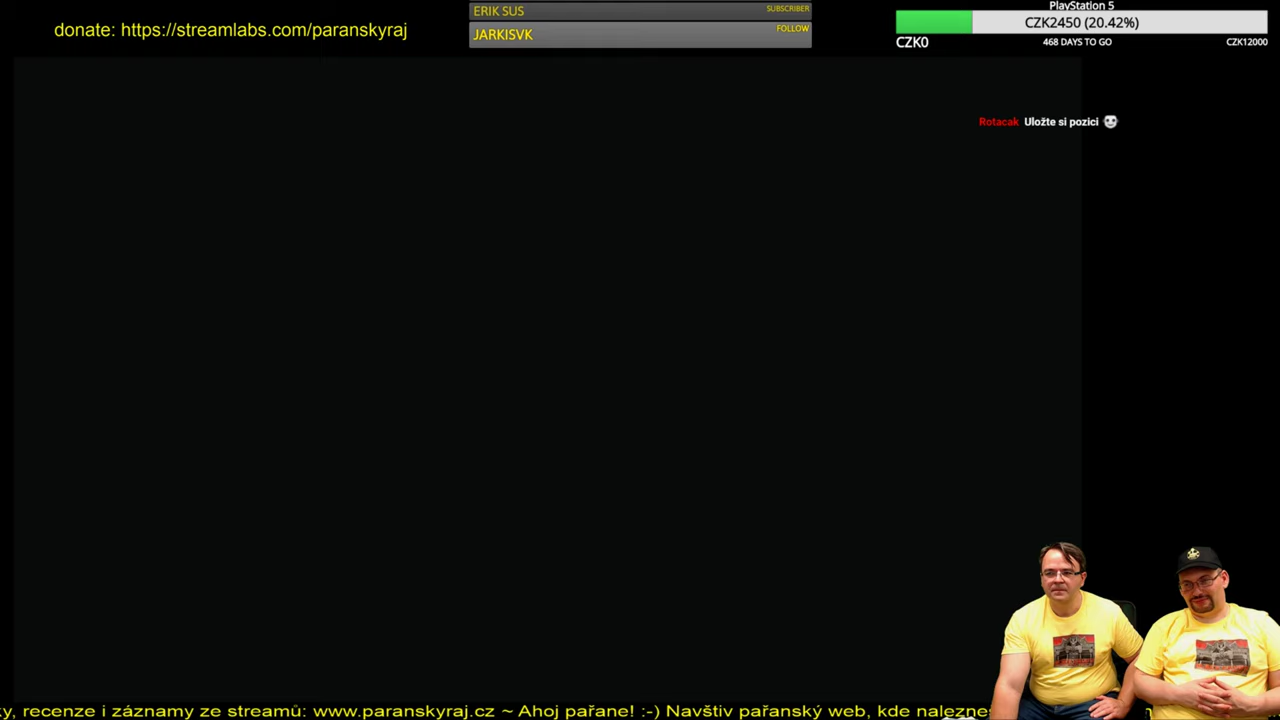 donate: https://streamlabs.com/paranskyraj
ERIK SUS
SUBSCRIBER
JARKISVK
FOLLOW
PlayStation 5
CZK2450 (20.42%)
CZK0
468 DAYS TO GO
CZK12000
Rotacak Uložte si pozici
recenze i záznamy ze streamů: www.paranskyraj.cz ~ Ahoj pařane! :-) Navštiv pařanský web, kde